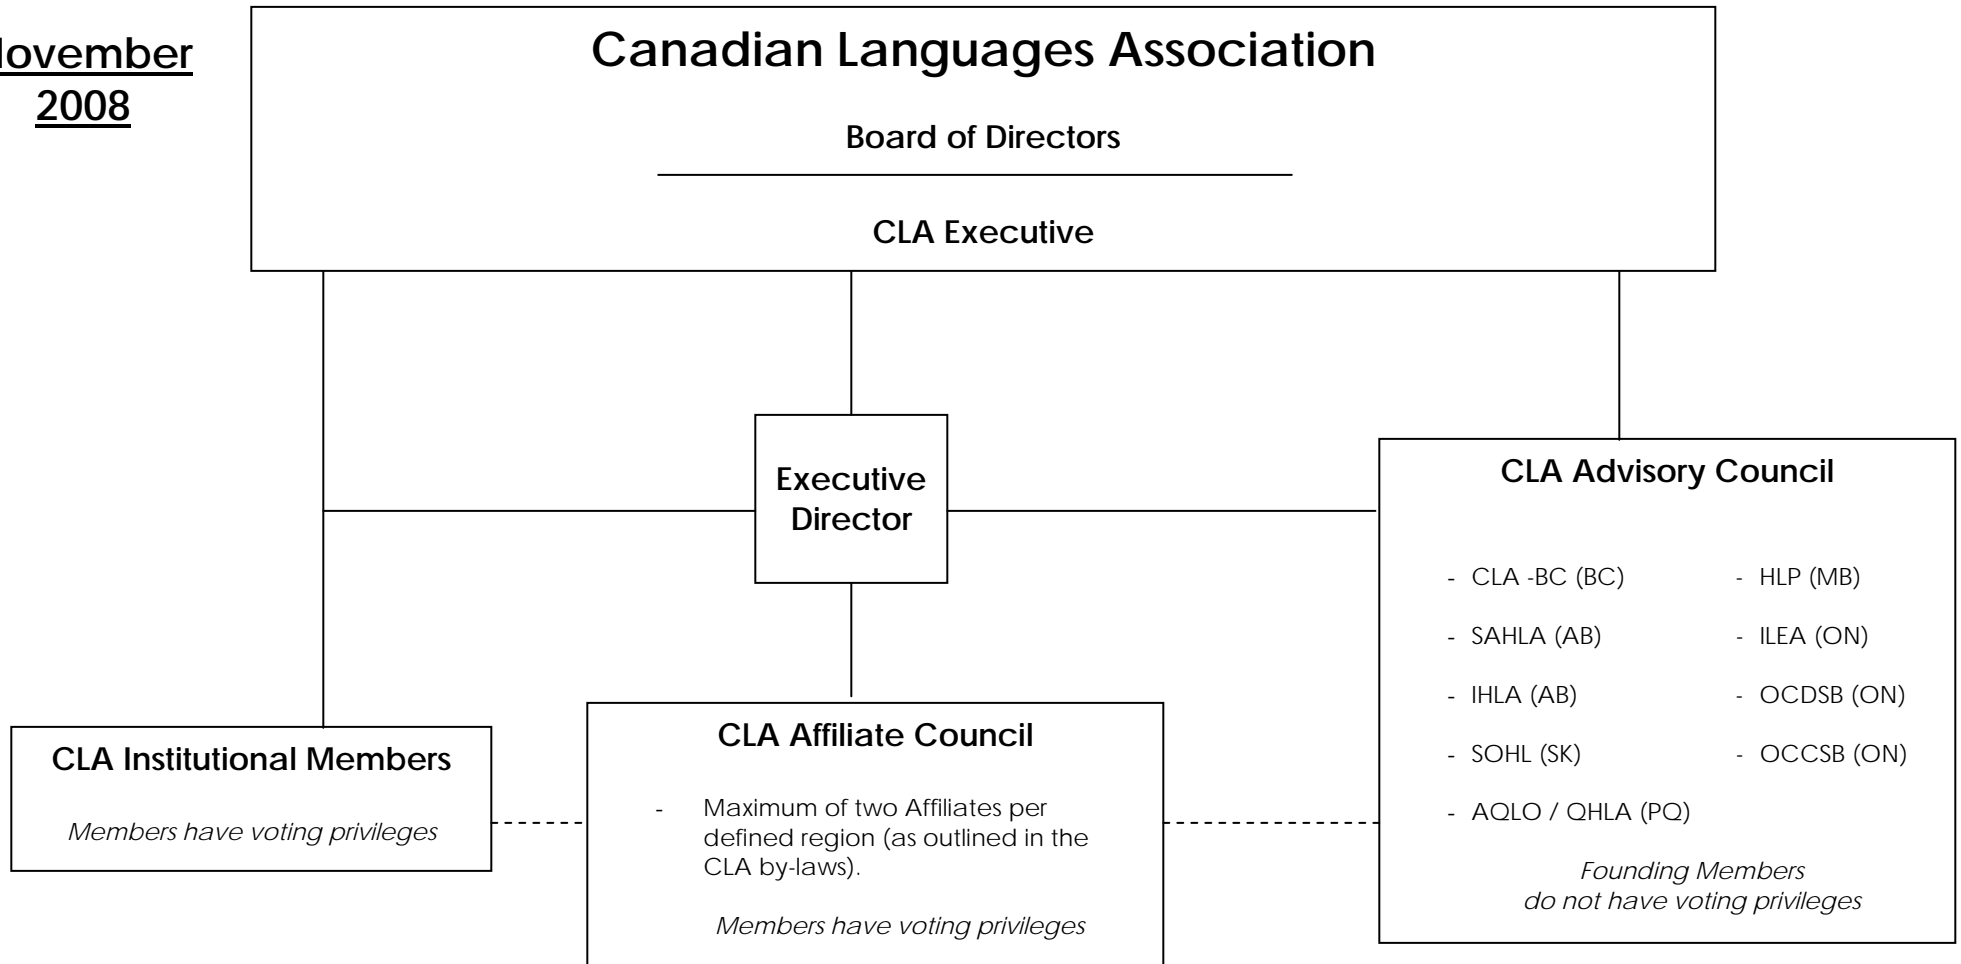 November
2008
Canadian Languages Association
Board of Directors
CLA Executive
Executive
Director
CLA Advisory Council
- CLA -BC (BC)
- HLP (MB)
- SAHLA (AB)
- ILEA (ON)
- IHLA (AB)
- OCDSB (ON)
- SOHL (SK)
- OCCSB (ON)
- AQLO / QHLA (PQ)
Founding Members
do not have voting privileges
CLA Institutional Members
Members have voting privileges
CLA Affiliate Council
- Maximum of two Affiliates per
defined region (as outlined in the
CLA by-laws).
Members have voting privileges